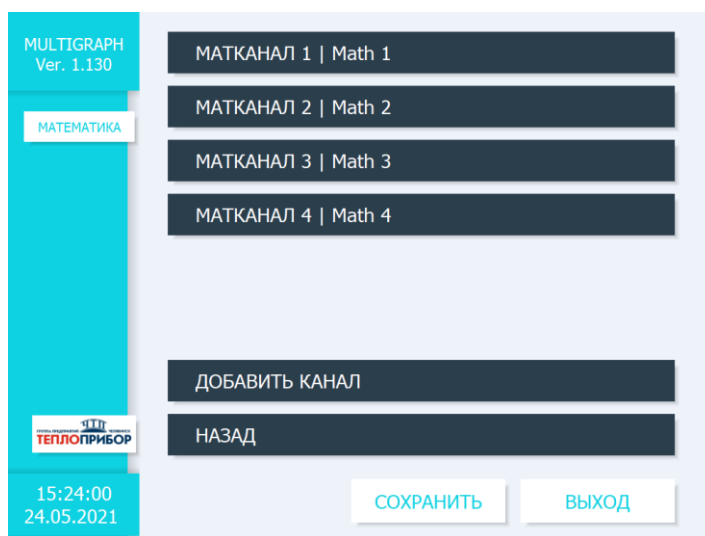 MULTIGRAPH
Ver. 1.130
МАТЕМАТИКА
МАТКАНАЛ 1 | Math 1
МАТКАНАЛ 2 | Math 2
МАТКАНАЛ 3 | Math 3
МАТКАНАЛ 4 | Math 4
ДОБАВИТЬ КАНАЛ
НАЗАД
ТЕПЛОПРИБОР
15:24:00
24.05.2021
СОХРАНИТЬ
ВЫХОД